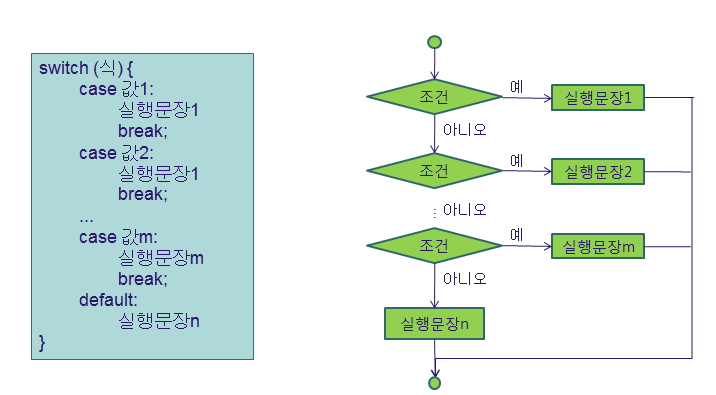 switch (식) {
case 값1:
실행문장1
break;
case 값2:
실행문장1
break;
...
case 값m:
실행문장m
break;
default:
실행문장n
}
조건
예
실행문장1
아니오
조건
예
실행문장2
아니오
조건
예
실행문장m
아니오
실행문장n